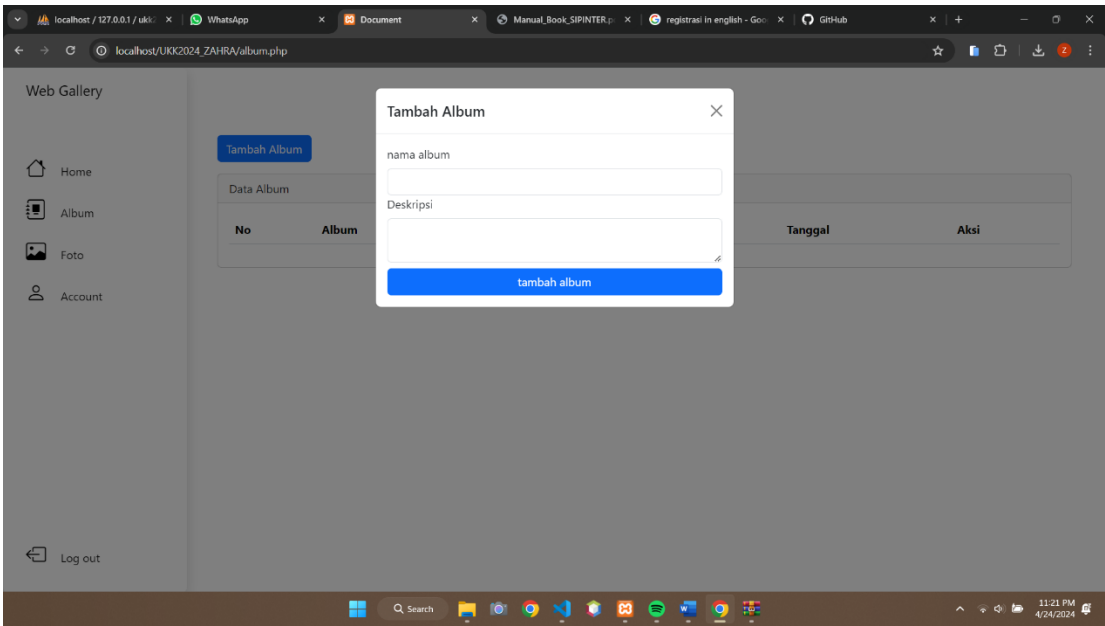 localhost / 127.0.0.1 / ukk
WhatsApp
Document
Manual_Book_SIPINTER.p
registrasi in english - Goo
GitHub
localhost/UKK2024_ZAHRA/album.php
Z
Web Gallery
Home
Album
Foto
Account
Log out
Tambah Album
Data Album
No Album Tanggal Aksi
Tambah Album
nama album
Deskripsi
tambah album
Search
11:21 PM
4/24/2024